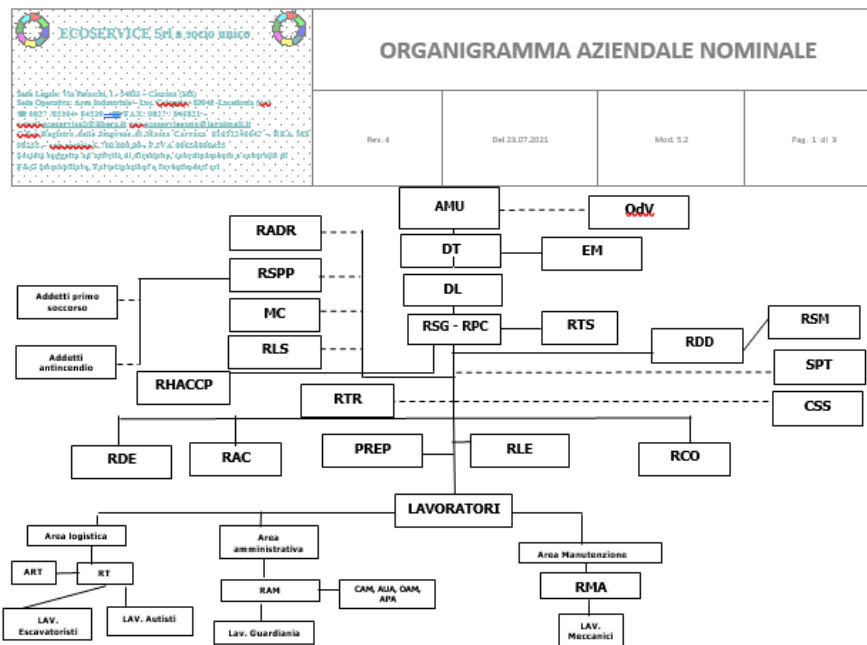 ECOSERVICE Srl a socio unico
ORGANIGRAMMA AZIENDALE NOMINALE
Rev. 4
Del 23.07.2021
Mod. 5.2
Pag. 1 di 3
AMU
OdV
RADR
DT
EM
RSPP
DL
Addetti primo
soccorso
MC
RSG - RPC
RTS
RSM
RDD
RLS
Addetti
antincendio
SPT
RHACCP
RTR
CSS
RDE
RAC
PREP
RLE
RCO
LAVORATORI
Area logistica
Area
amministrativa
Area Manutenzione
ART
RT
RAM
CAM, AUA, OAM,
APA
RMA
LAV.
Escavatoristi
LAV. Autisti
Lav. Guardiania
LAV.
Meccanici